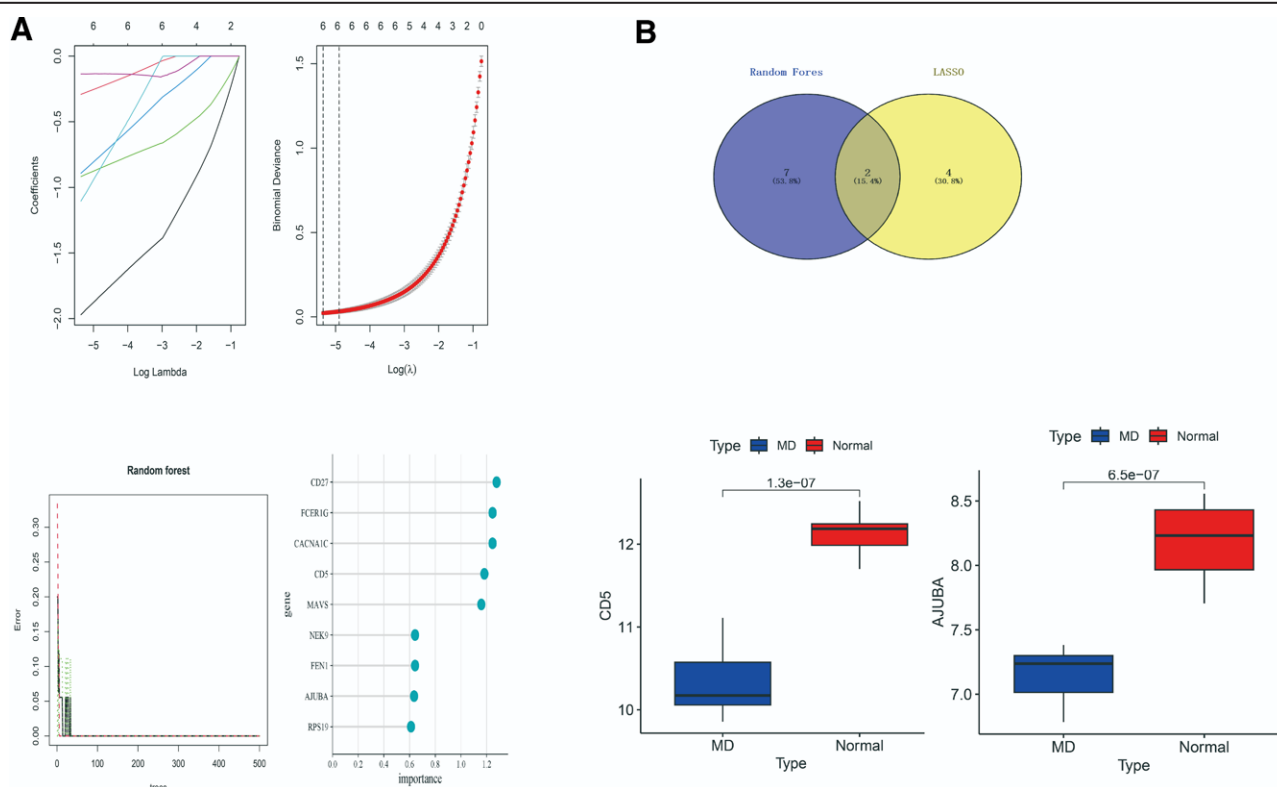 A
6 6 6 4 2
0.0
−0.5
−1.0
−1.5
−2.0
Coefficients
−5 −4 −3 −2 −1
Log Lambda
6 6 6 6 6 6 5 4 4 3 2 0
1.5
1.0
0.5
0.0
Binomial Deviance
−5 −4 −3 −2 −1
Log(λ)
B
Random Fores LASSO
7 2 4
(53.8%) (15.4%) (30.8%)
Random forest
0.30
0.25
0.20
0.15
0.10
0.05
0.00
Error
0 100 200 300 400 500
CD27
FCER1G
CACNA1C
CD5
MAVS
NEK9
FEN1
AJUBA
RPS19
gene
0.0 0.2 0.4 0.6 0.8 1.0 1.2
importance
Type MD Normal
1.3e−07
12
11
10
CD5
MD Normal
Type
Type MD Normal
6.5e−07
8.5
8.0
7.5
7.0
AJUBA
MD Normal
Type